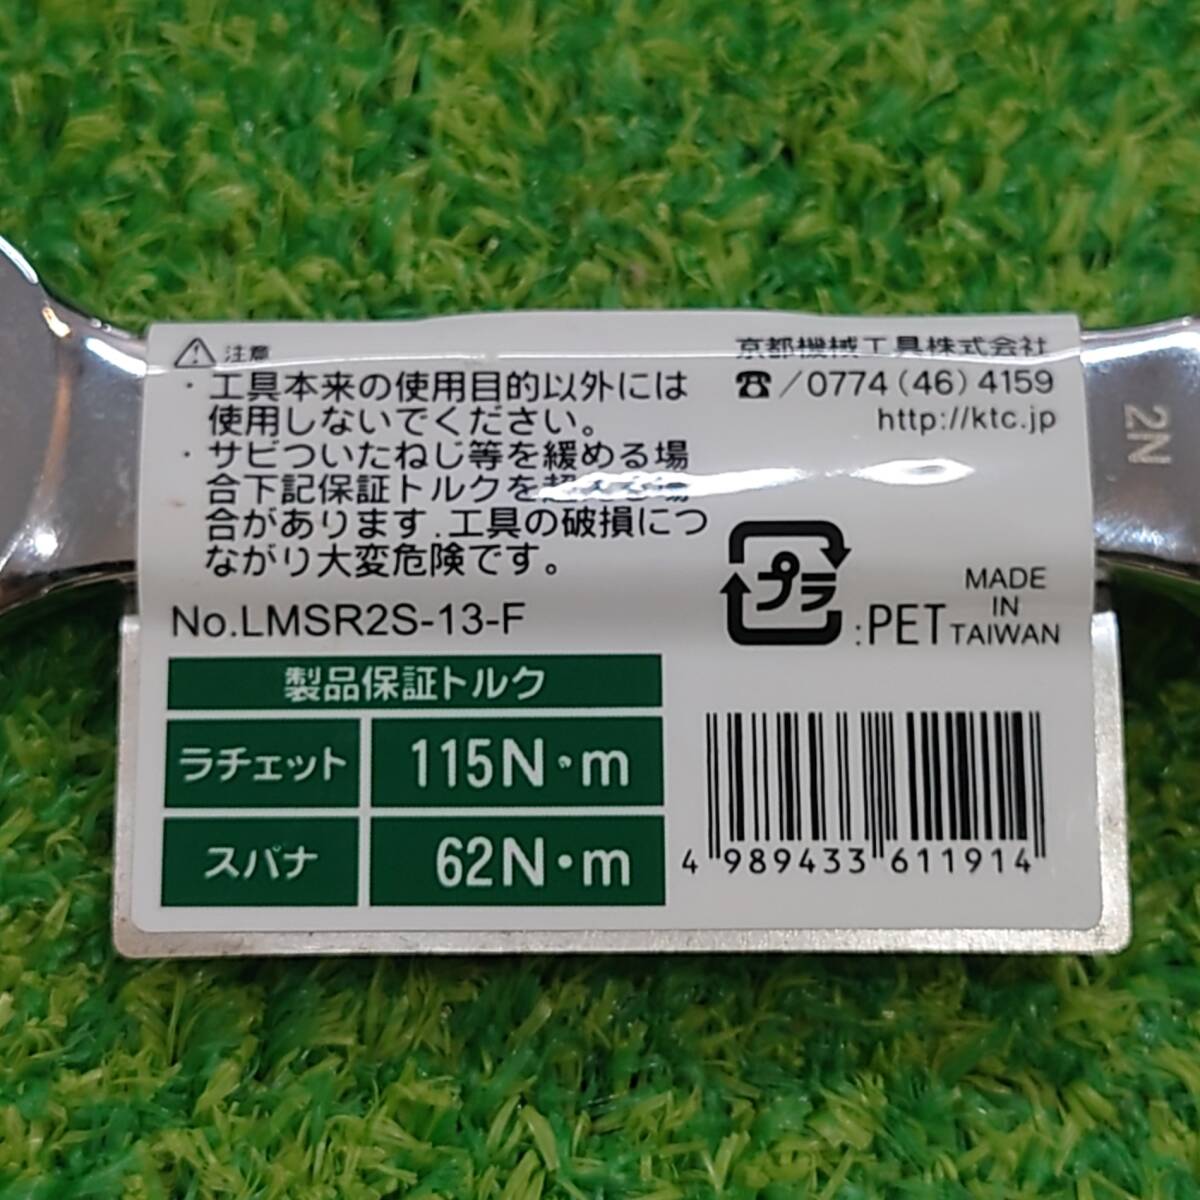 注意
・工具本来の使用目的以外には
使用しないでください。
・サビついたねじ等を緩める場
合下記保証トルクを超える場
合があります.工具の破損につ
ながり大変危険です。
京都機械工具株式会社
☎/0774(46)4159
http://ktc.jp
2N
No.LMSR2S-13-F
プラ
:PET
MADE
IN
TAIWAN
製品保証トルク
ラチェット 115N・m
スパナ 62N・m
4 989433 611914